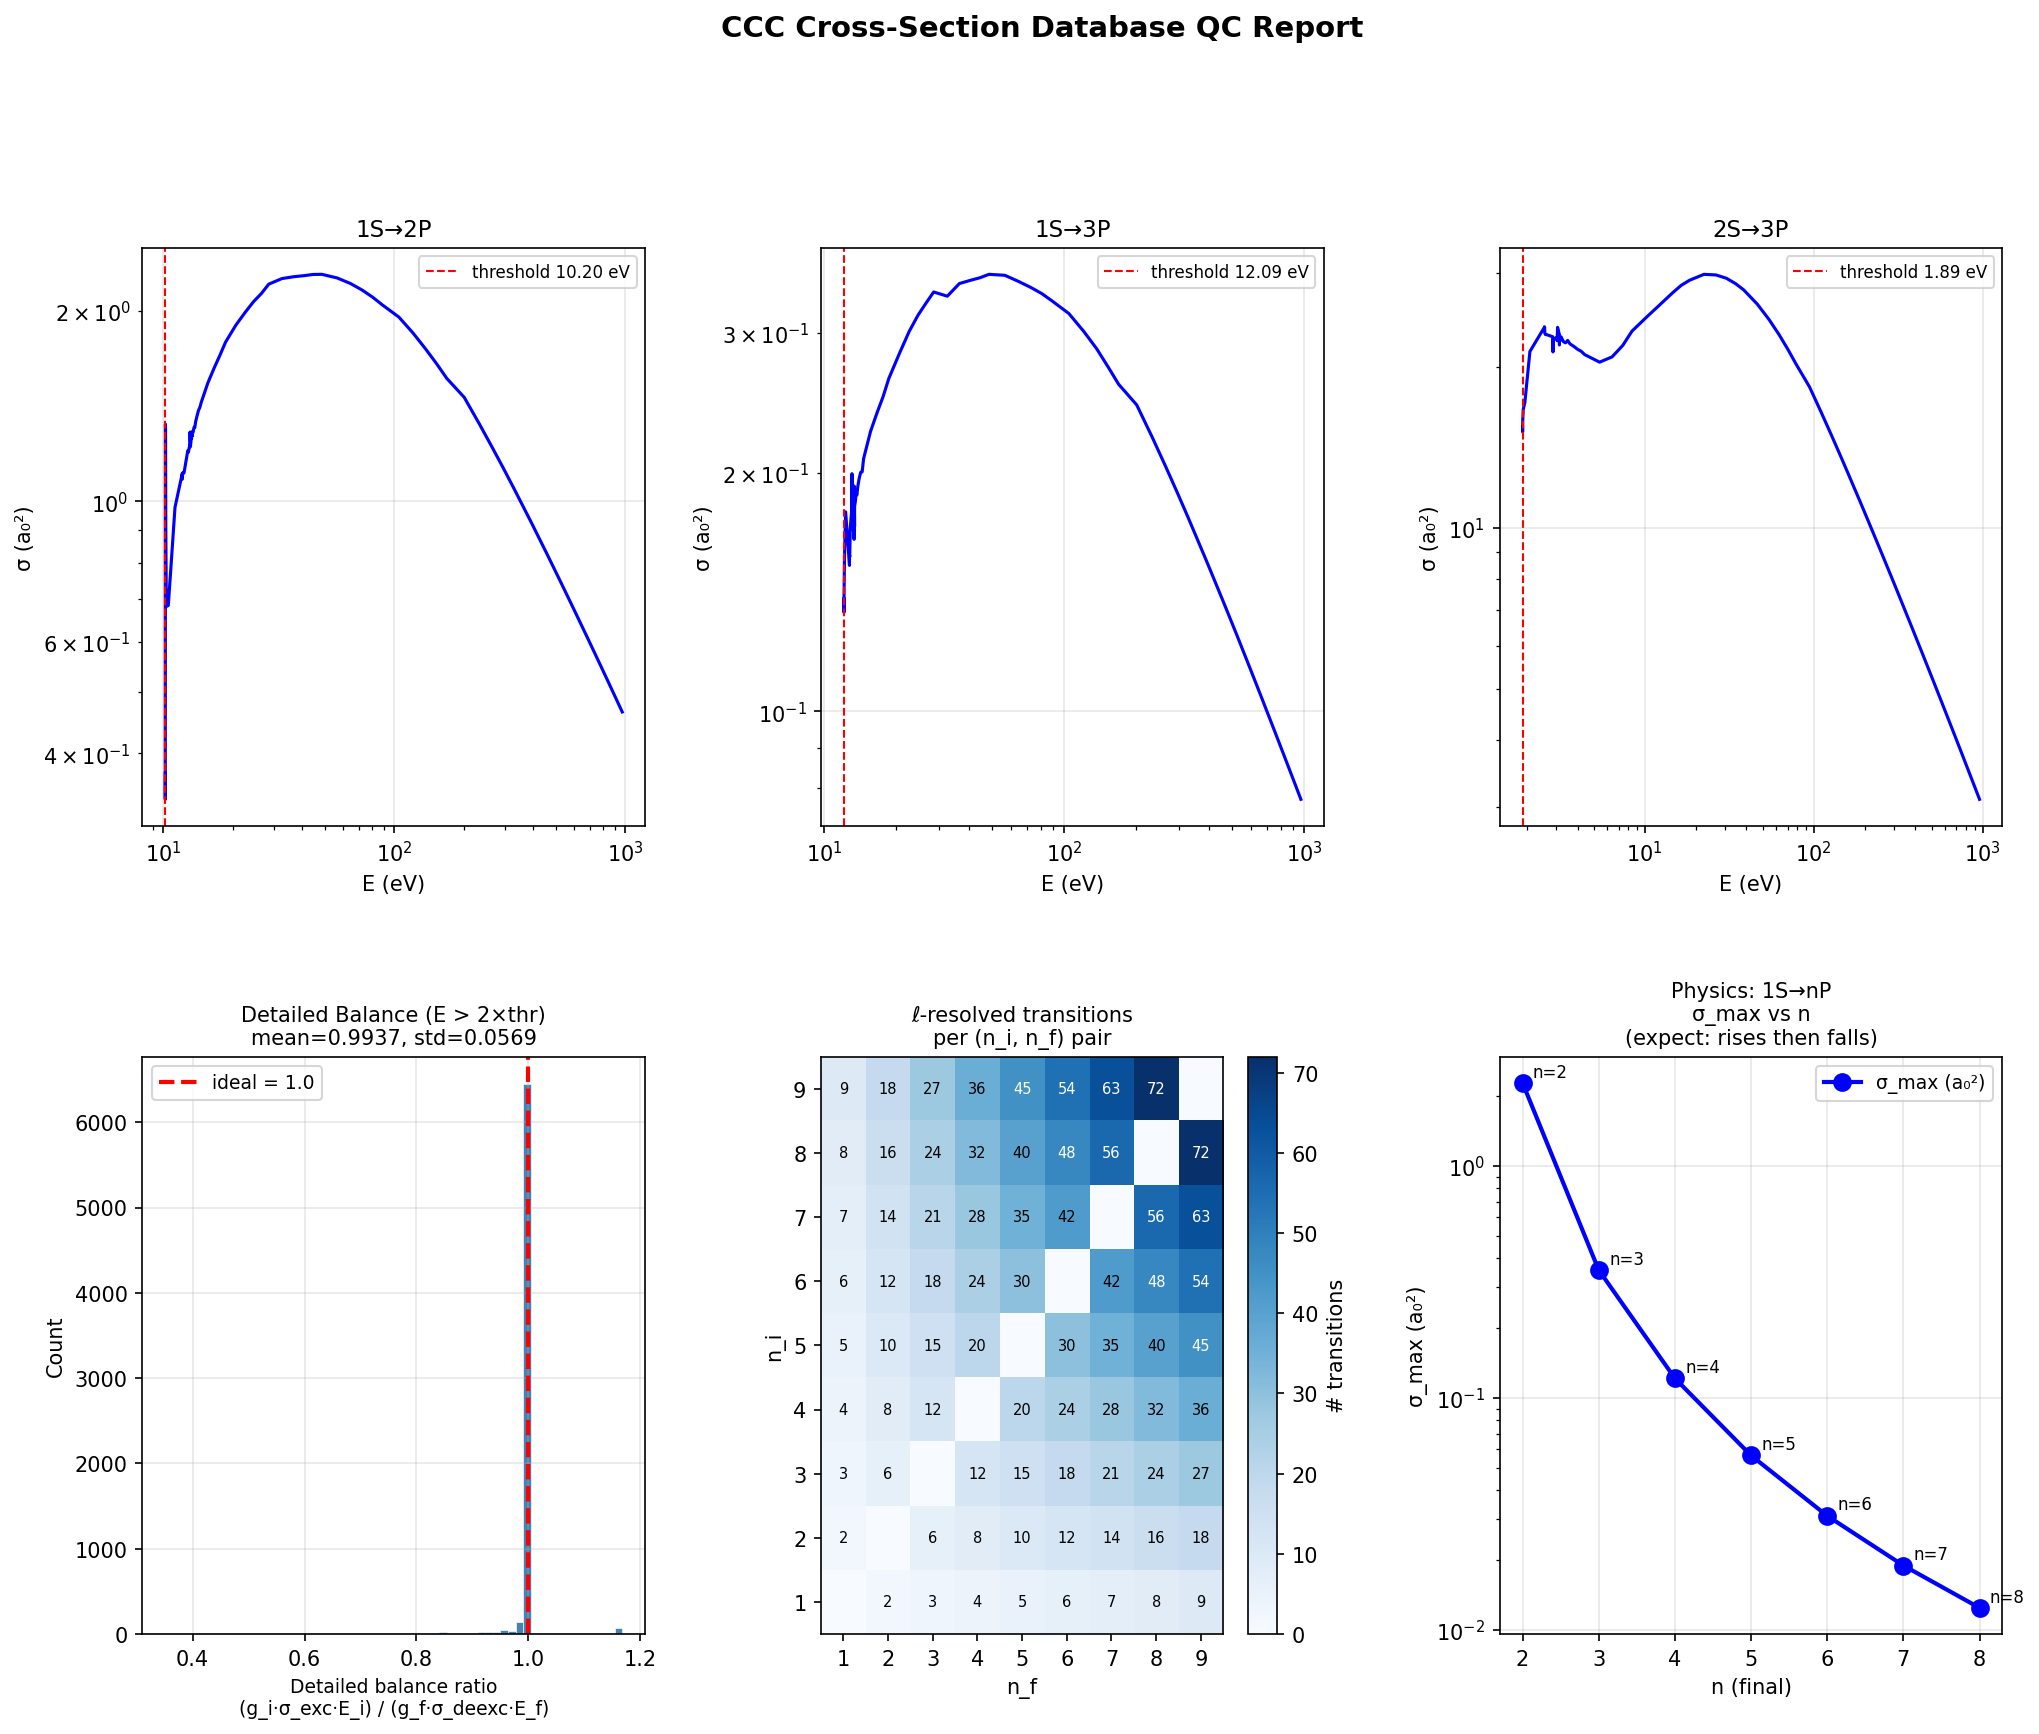 CCC Cross-Section Database QC Report
1S→2P
σ (a₀²)
2 × 10⁰
10⁰
6 × 10⁻¹
4 × 10⁻¹
threshold 10.20 eV
10¹ 10² 10³
E (eV)
1S→3P
σ (a₀²)
3 × 10⁻¹
2 × 10⁻¹
10⁻¹
threshold 12.09 eV
10¹ 10² 10³
E (eV)
2S→3P
σ (a₀²)
10¹
threshold 1.89 eV
10¹ 10² 10³
E (eV)
Detailed Balance (E > 2×thr)
mean=0.9937, std=0.0569
ideal = 1.0
Count
6000
5000
4000
3000
2000
1000
0
0.4 0.6 0.8 1.0 1.2
Detailed balance ratio
(g_i·σ_exc·E_i) / (g_f·σ_deexc·E_f)
ℓ-resolved transitions
per (n_i, n_f) pair
n_i
9 9 18 27 36 45 54 63 72
8 8 16 24 32 40 48 56 72
7 7 14 21 28 35 42 56 63
6 6 12 18 24 30 42 48 54
5 5 10 15 20 30 35 40 45
4 4 8 12 20 24 28 32 36
3 3 6 12 15 18 21 24 27
2 2 6 8 10 12 14 16 18
1 2 3 4 5 6 7 8 9
1 2 3 4 5 6 7 8 9
n_f
70
60
50
40
30
20
10
0
# transitions
Physics: 1S→nP
σ_max vs n
(expect: rises then falls)
σ_max (a₀²)
σ_max (a₀²)
10⁰
10⁻¹
10⁻²
n=2
n=3
n=4
n=5
n=6
n=7
n=8
2 3 4 5 6 7 8
n (final)